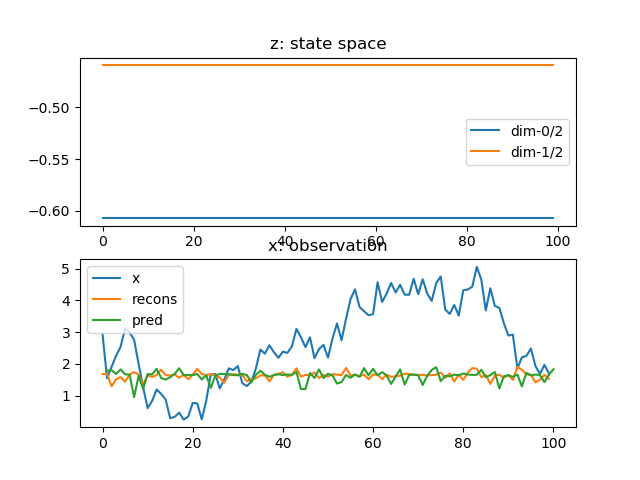 z: state space
−0.50
−0.55
−0.60
dim-0/2
dim-1/2
0 20 40 60 80 100
x: observation
5
4
3
2
1
x
recons
pred
0 20 40 60 80 100